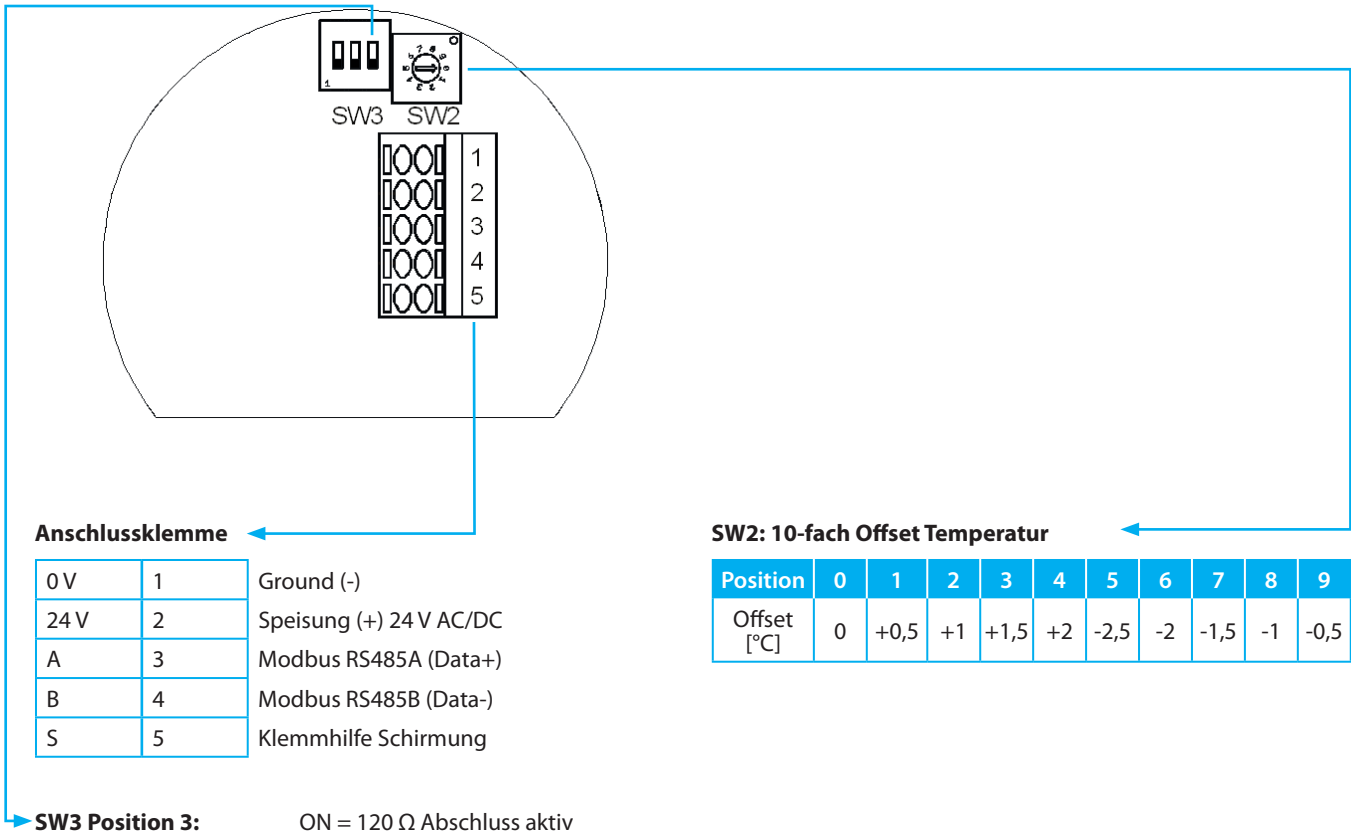 1
SW3 SW2
1
2
3
4
5
Anschlussklemme
0 V 1 Ground (-)
24 V 2 Speisung (+) 24 V AC/DC
A 3 Modbus RS485A (Data+)
B 4 Modbus RS485B (Data-)
S 5 Klemmhilfe Schirmung
SW2: 10-fach Offset Temperatur
Position 0 1 2 3 4 5 6 7 8 9
Offset [°C] 0 +0,5 +1 +1,5 +2 -2,5 -2 -1,5 -1 -0,5
SW3 Position 3: ON = 120 Ω Abschluss aktiv